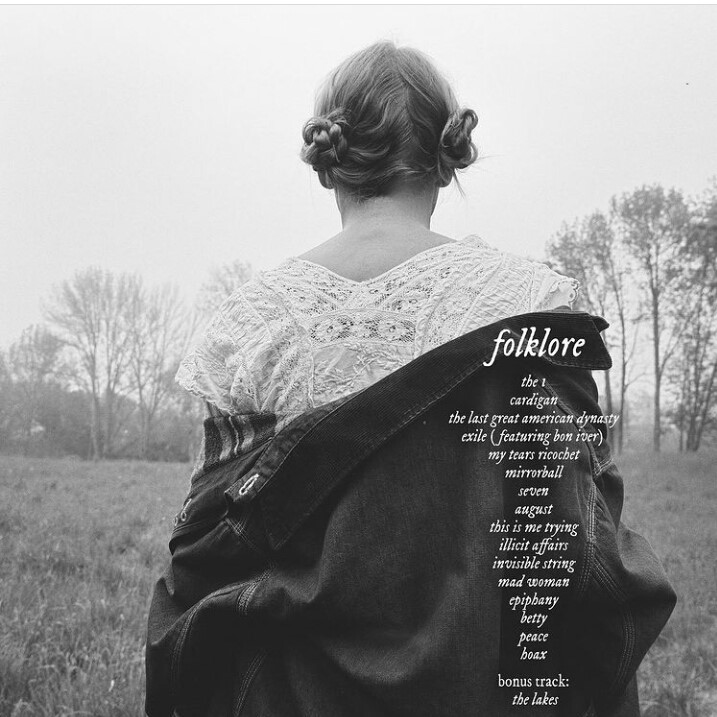 folklore
the 1
cardigan
the last great american dynasty
exile (featuring bon iver)
my tears ricochet
mirrorball
seven
august
this is me trying
illicit affairs
invisible string
mad woman
epiphany
betty
peace
hoax
bonus track:
the lakes